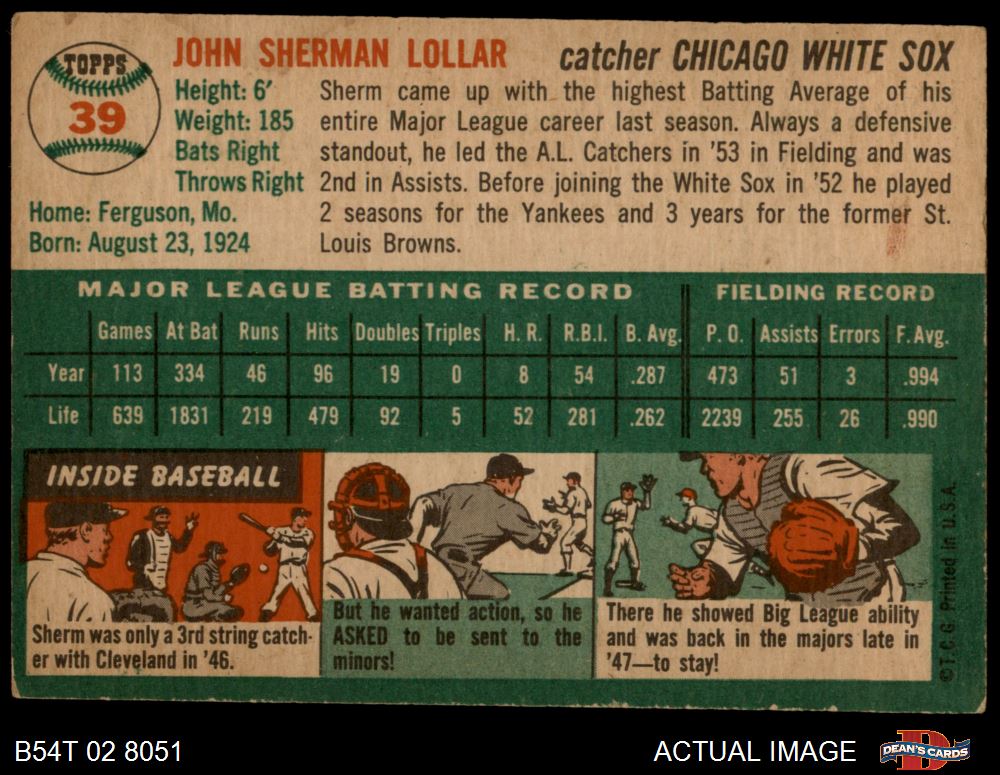 TOPPS
39
JOHN SHERMAN LOLLAR catcher CHICAGO WHITE SOX
Height: 6'
Weight: 185
Bats Right
Throws Right
Home: Ferguson, Mo.
Born: August 23, 1924
Sherm came up with the highest Batting Average of his
entire Major League career last season. Always a defensive
standout, he led the A.L. Catchers in '53 in Fielding and was
2nd in Assists. Before joining the White Sox in '52 he played
2 seasons for the Yankees and 3 years for the former St.
Louis Browns.
MAJOR LEAGUE BATTING RECORD FIELDING RECORD
Games At Bat Runs Hits Doubles Triples H. R. R.B.I. B. Avg. P. O. Assists Errors F. Avg.
Year 113 334 46 96 19 0 8 54 .287 473 51 3 .994
Life 639 1831 219 479 92 5 52 281 .262 2239 255 26 .990
INSIDE BASEBALL
Sherm was only a 3rd string catch-
er with Cleveland in '46.
But he wanted action, so he
ASKED to be sent to the
minors!
There he showed Big League ability
and was back in the majors late in
'47—to stay!
© T. C. G. Printed in U.S.A.
B54T 02 8051
ACTUAL IMAGE
DEAN'S CARDS